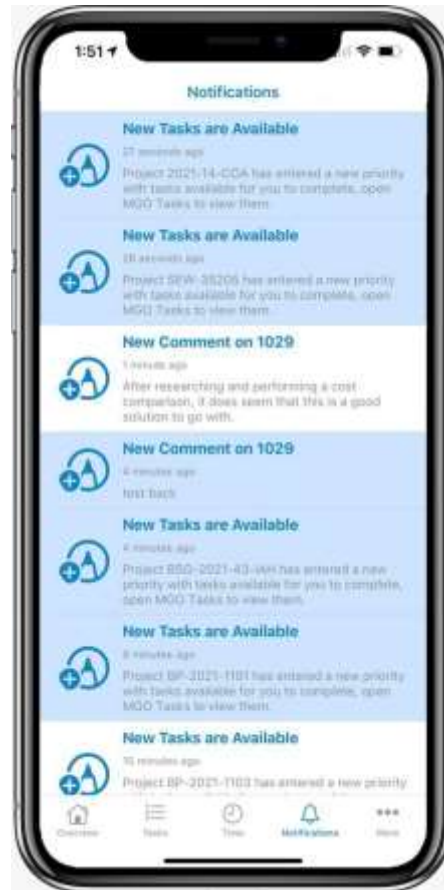 1:51
Notifications
New Tasks are Available
21 seconds ago
Project 2021-14-CCA has entered a new priority
with tasks available for you to complete, open
MGO Tasks to view them.
New Tasks are Available
28 seconds ago
Project SEW-35206 has entered a new priority
with tasks available for you to complete, open
MGO Tasks to view them.
New Comment on 1029
1 minute ago
After researching and performing a cost
comparison, it does seem that this is a good
solution to go with.
New Comment on 1029
4 minutes ago
test back
New Tasks are Available
4 minutes ago
Project BSG-2021-43-IAH has entered a new
priority with tasks available for you to complete,
open MGO Tasks to view them.
New Tasks are Available
minutes ago
Project BP-2021-1101 has entered a new priority
with tasks available for you to complete, open
MGO Tasks to view them.
New Tasks are Available
15 minutes ago
Project BP-2021-1103 has entered a new priority
Overview
Tasks
Time
Notifications
More